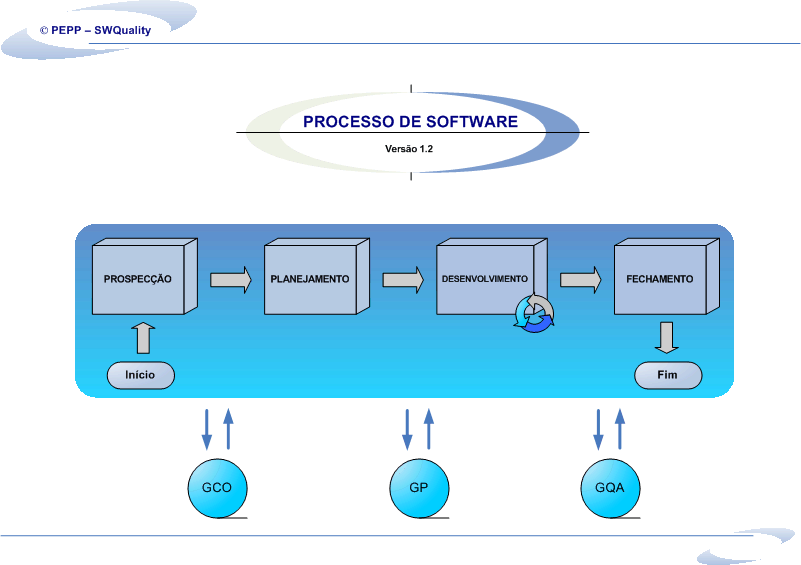 © PEPP – SWQuality
PROCESSO DE SOFTWARE
Versão 1.2
PROSPECÇÃO
PLANEJAMENTO
DESENVOLVIMENTO
FECHAMENTO
Início
Fim
GCO
GP
GQA